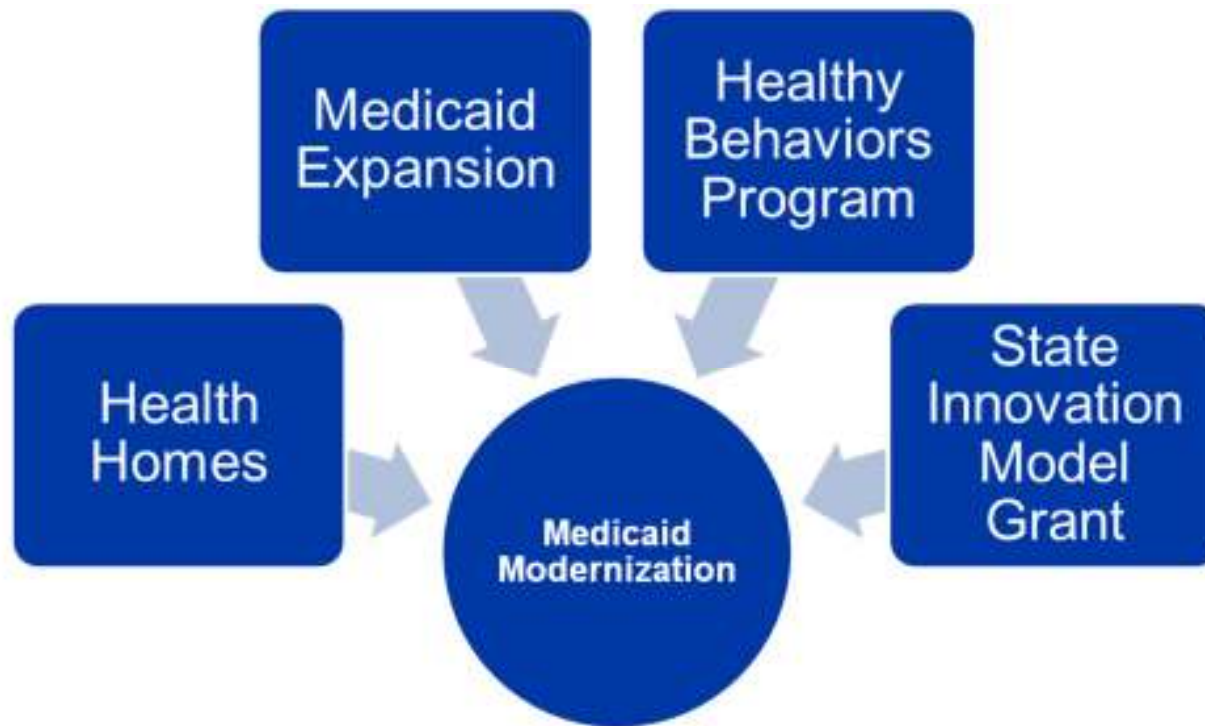 Medicaid
Expansion
Healthy
Behaviors
Program
Health
Homes
State
Innovation
Model
Grant
Medicaid
Modernization